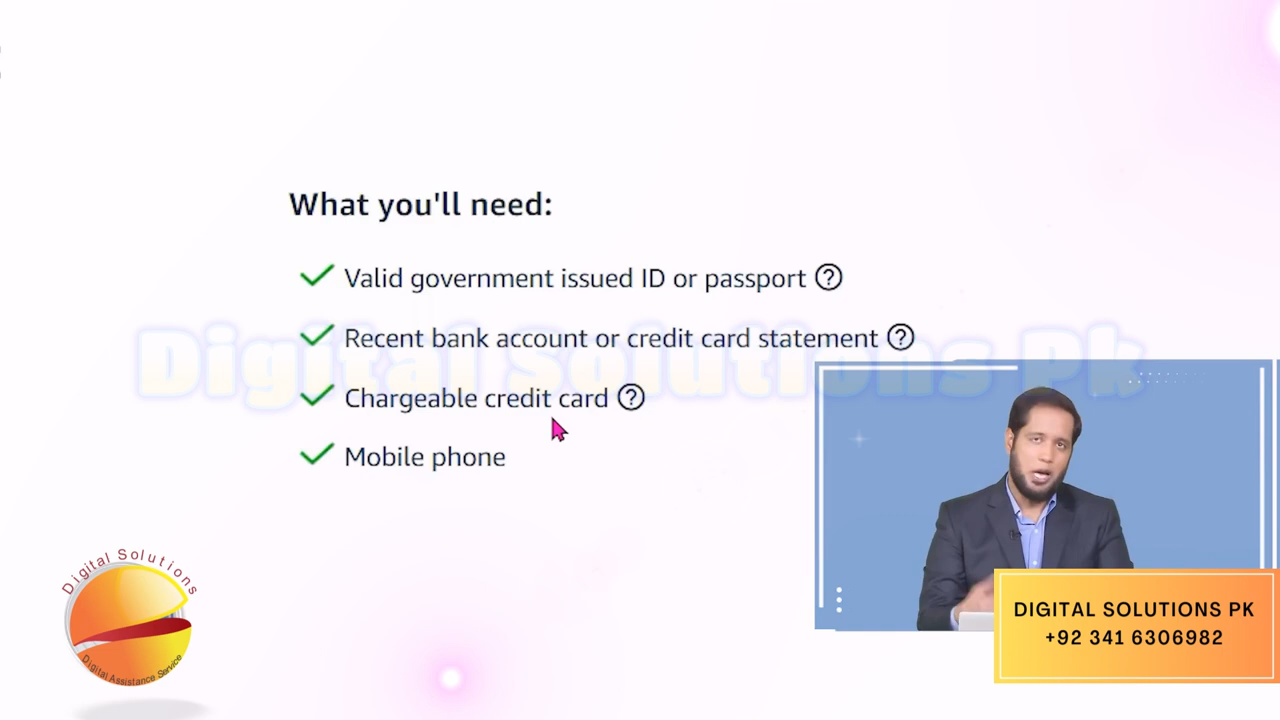 What you'll need:
Valid government issued ID or passport ?
Recent bank account or credit card statement ?
Chargeable credit card ?
Mobile phone
Digital Solutions Pk
Digital Solutions
Digital Assistance Service
DIGITAL SOLUTIONS PK
+92 341 6306982